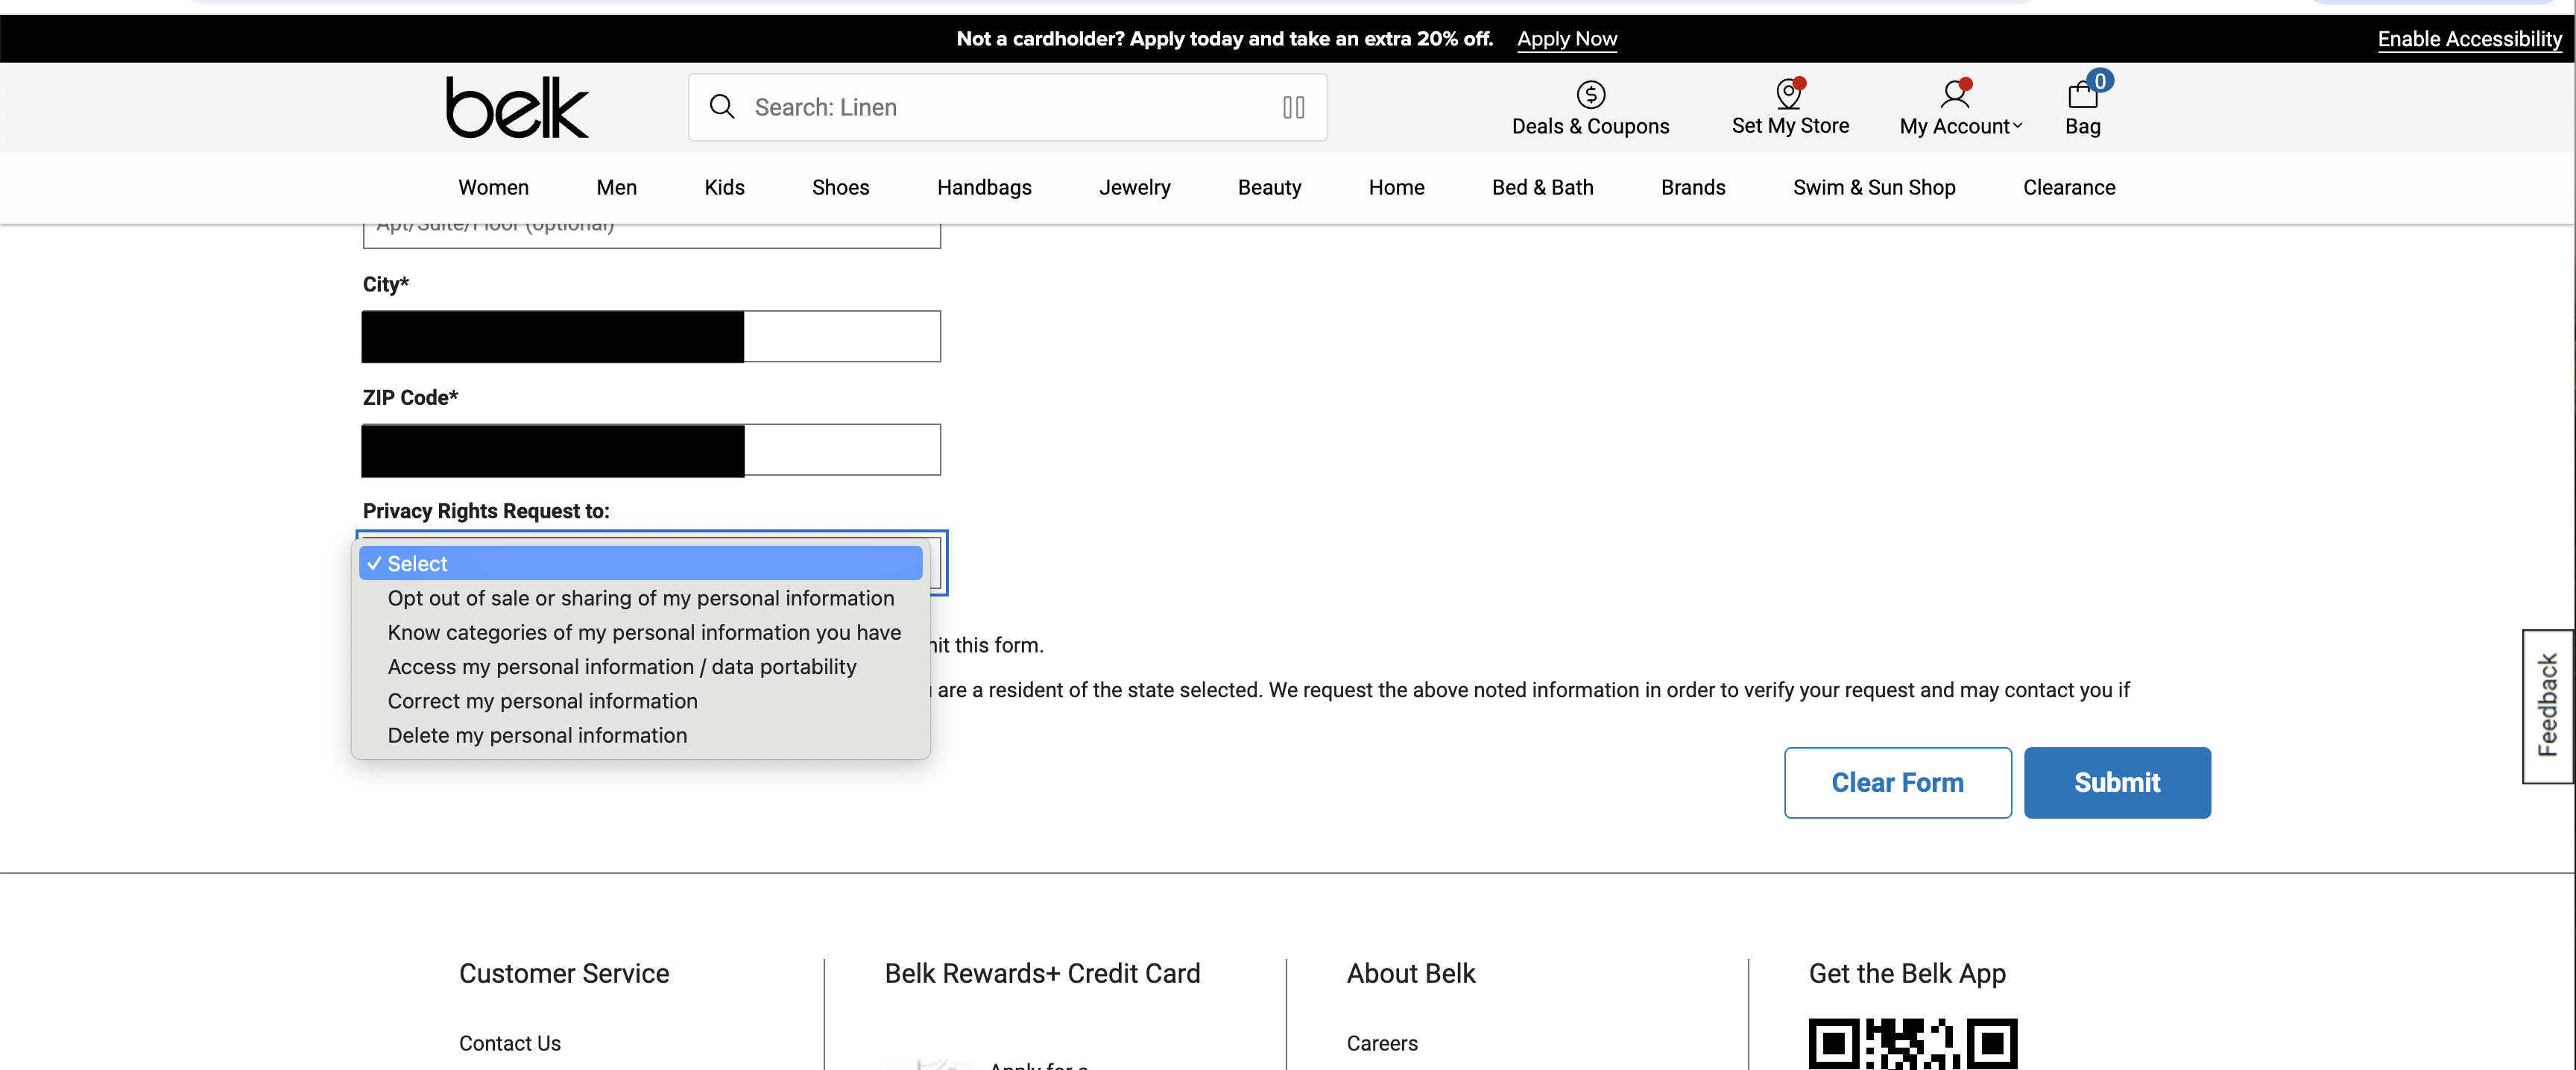 Not a cardholder? Apply today and take an extra 20% off. Apply Now
Enable Accessibility
belk
Search: Linen
Deals & Coupons
Set My Store
My Account
0
Bag
Women
Men
Kids
Shoes
Handbags
Jewelry
Beauty
Home
Bed & Bath
Brands
Swim & Sun Shop
Clearance
Apt/Suite/Floor (optional)
City*
ZIP Code*
Privacy Rights Request to:
Select
Opt out of sale or sharing of my personal information
Know categories of my personal information you have
Access my personal information / data portability
Correct my personal information
Delete my personal information
this form.
are a resident of the state selected. We request the above noted information in order to verify your request and may contact you if
Feedback
Clear Form
Submit
Customer Service
Contact Us
Belk Rewards+ Credit Card
Apply for a
About Belk
Careers
Get the Belk App